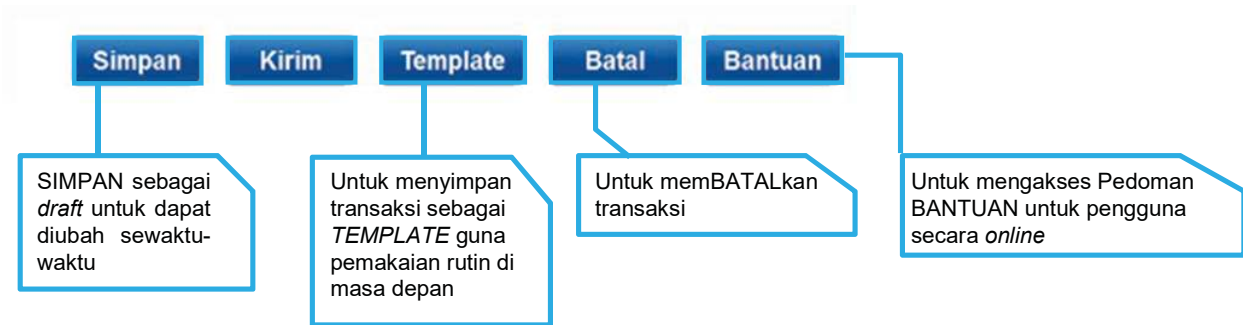 Simpan Kirim Template Batal Bantuan
SIMPAN sebagai
draft untuk dapat
diubah sewaktu-
waktu
Untuk menyimpan
transaksi sebagai
TEMPLATE guna
pemakaian rutin di
masa depan
Untuk memBATALkan
transaksi
Untuk mengakses Pedoman
BANTUAN untuk pengguna
secara online